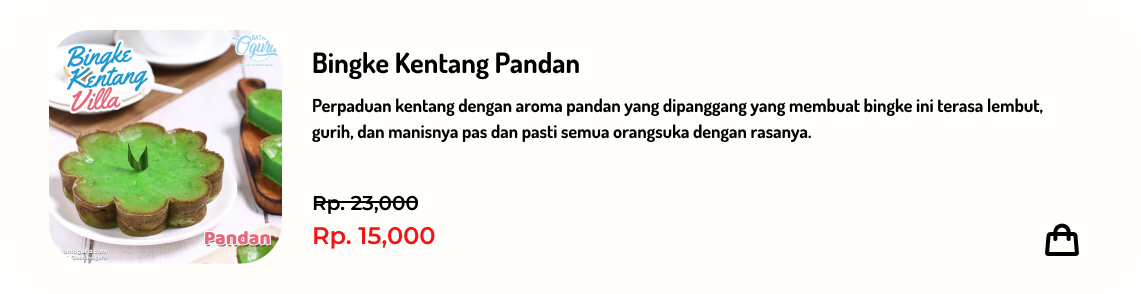 Bingke
Kentang
Villa
Oguru
Pandan
Bingke Kentang Pandan
Perpaduan kentang dengan aroma pandan yang dipanggang yang membuat bingke ini terasa lembut,
gurih, dan manisnya pas dan pasti semua orangsuka dengan rasanya.
Rp. 23,000
Rp. 15,000